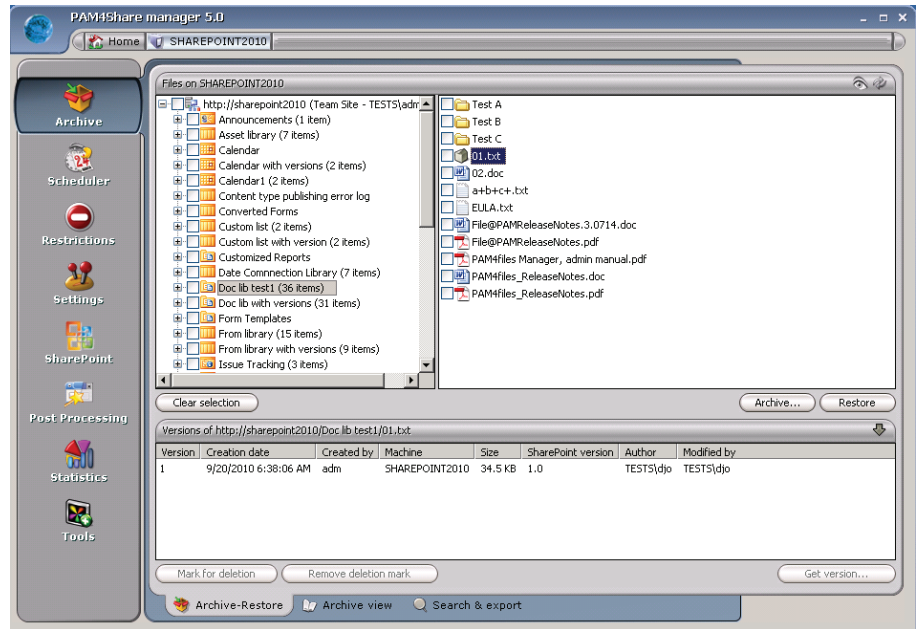 PAM4Share manager 5.0
Home
SHAREPOINT2010
Archive
Scheduler
Restrictions
Settings
SharePoint
Post Processing
Statistics
Tools
Files on SHAREPOINT2010
http://sharepoint2010 (Team Site - TESTS\adm
Announcements (1 item)
Asset library (7 items)
Calendar
Calendar with versions (2 items)
Calendar1 (2 items)
Content type publishing error log
Converted Forms
Custom list (2 items)
Custom list with version (2 items)
Customized Reports
Date Comnnection Library (7 items)
Doc lib test1 (36 items)
Doc lib with versions (31 items)
Form Templates
From library (15 items)
From library with versions (9 items)
Issue Tracking (3 items)
Test A
Test B
Test C
01.txt
02.doc
a+b+c+.txt
EULA.txt
File@PAMReleaseNotes.3.0714.doc
File@PAMReleaseNotes.pdf
PAM4files Manager, admin manual.pdf
PAM4files_ReleaseNotes.doc
PAM4files_ReleaseNotes.pdf
Clear selection
Archive...
Restore
Versions of http://sharepoint2010/Doc lib test1/01.txt
Version Creation date Created by Machine Size SharePoint version Author Modified by
1 9/20/2010 6:38:06 AM adm SHAREPOINT2010 34.5 KB 1.0 TESTS\djo TESTS\djo
Mark for deletion
Remove deletion mark
Get version...
Archive-Restore
Archive view
Search & export